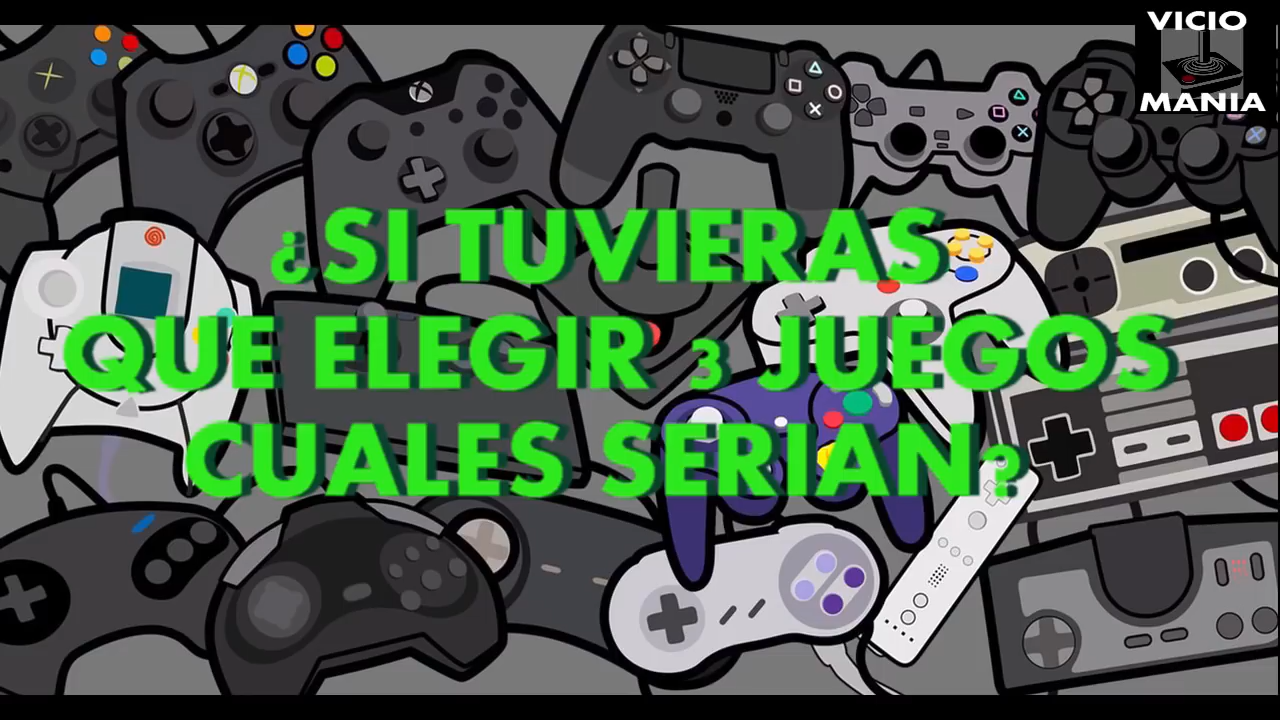 VICIO
MANIA
¿SI TUVIERAS
QUE ELEGIR 3 JUEGOS
CUALES SERIAN?